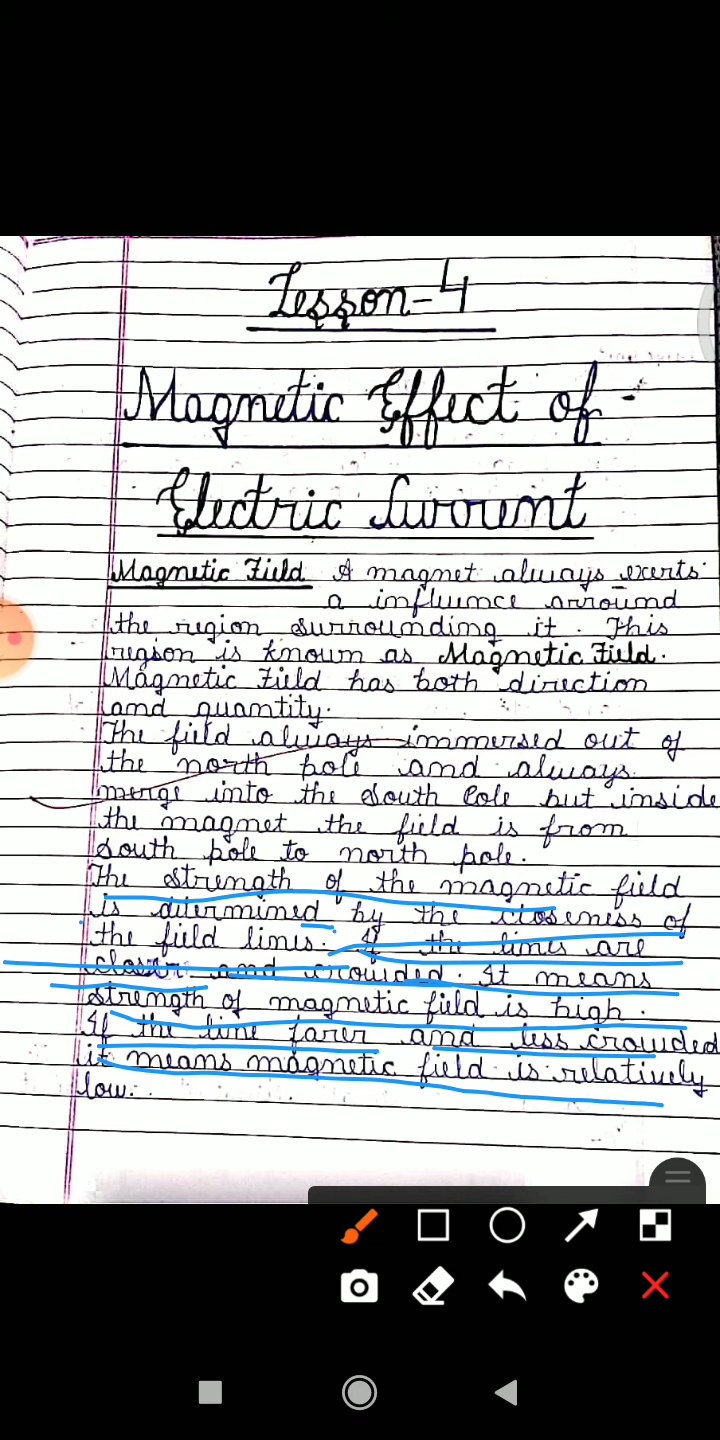 Lesson-4
Magnetic Effect of
Electric Current
Magnetic Field A magnet always exerts
a influence arround
the region surrounding it. This
region is known as Magnetic Field.
Magnetic Field has both direction
and quantity.
The field always immersed out of
the north pole and always
merge into the South Pole but inside
the magnet the field is from
south pole to north pole.
The strength of the magnetic field
is ditermined by the closeness of
the field lines. If the lines are
closer and crowded. It means
strength of magnetic field is high.
If the line farer and less crowded
it means magnetic field is relatively
low.